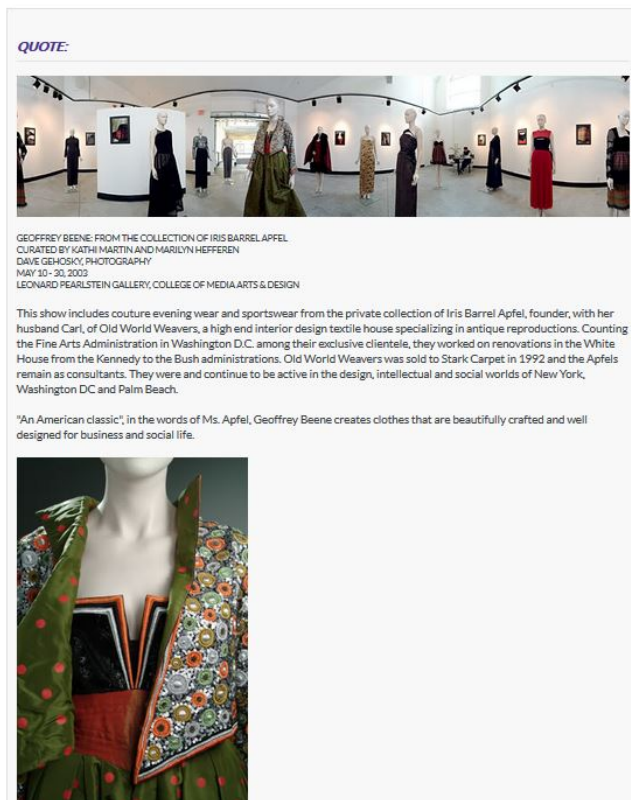 QUOTE:
GEOFFREY BEENE: FROM THE COLLECTION OF IRIS BARREL APFEL
CURATED BY KATHI MARTIN AND MARILYN HEFFEREN
DAVE GEHOSKY, PHOTOGRAPHY
MAY 10 - 30, 2003
LEONARD PEARLSTEIN GALLERY, COLLEGE OF MEDIA ARTS & DESIGN
This show includes couture evening wear and sportswear from the private collection of Iris Barrel Apfel, founder, with her
husband Carl, of Old World Weavers, a high end interior design textile house specializing in antique reproductions. Counting
the Fine Arts Administration in Washington D.C. among their exclusive clientele, they worked on renovations in the White
House from the Kennedy to the Bush administrations. Old World Weavers was sold to Stark Carpet in 1992 and the Apfels
remain as consultants. They were and continue to be active in the design, intellectual and social worlds of New York,
Washington DC and Palm Beach.
"An American classic", in the words of Ms. Apfel, Geoffrey Beene creates clothes that are beautifully crafted and well
designed for business and social life.